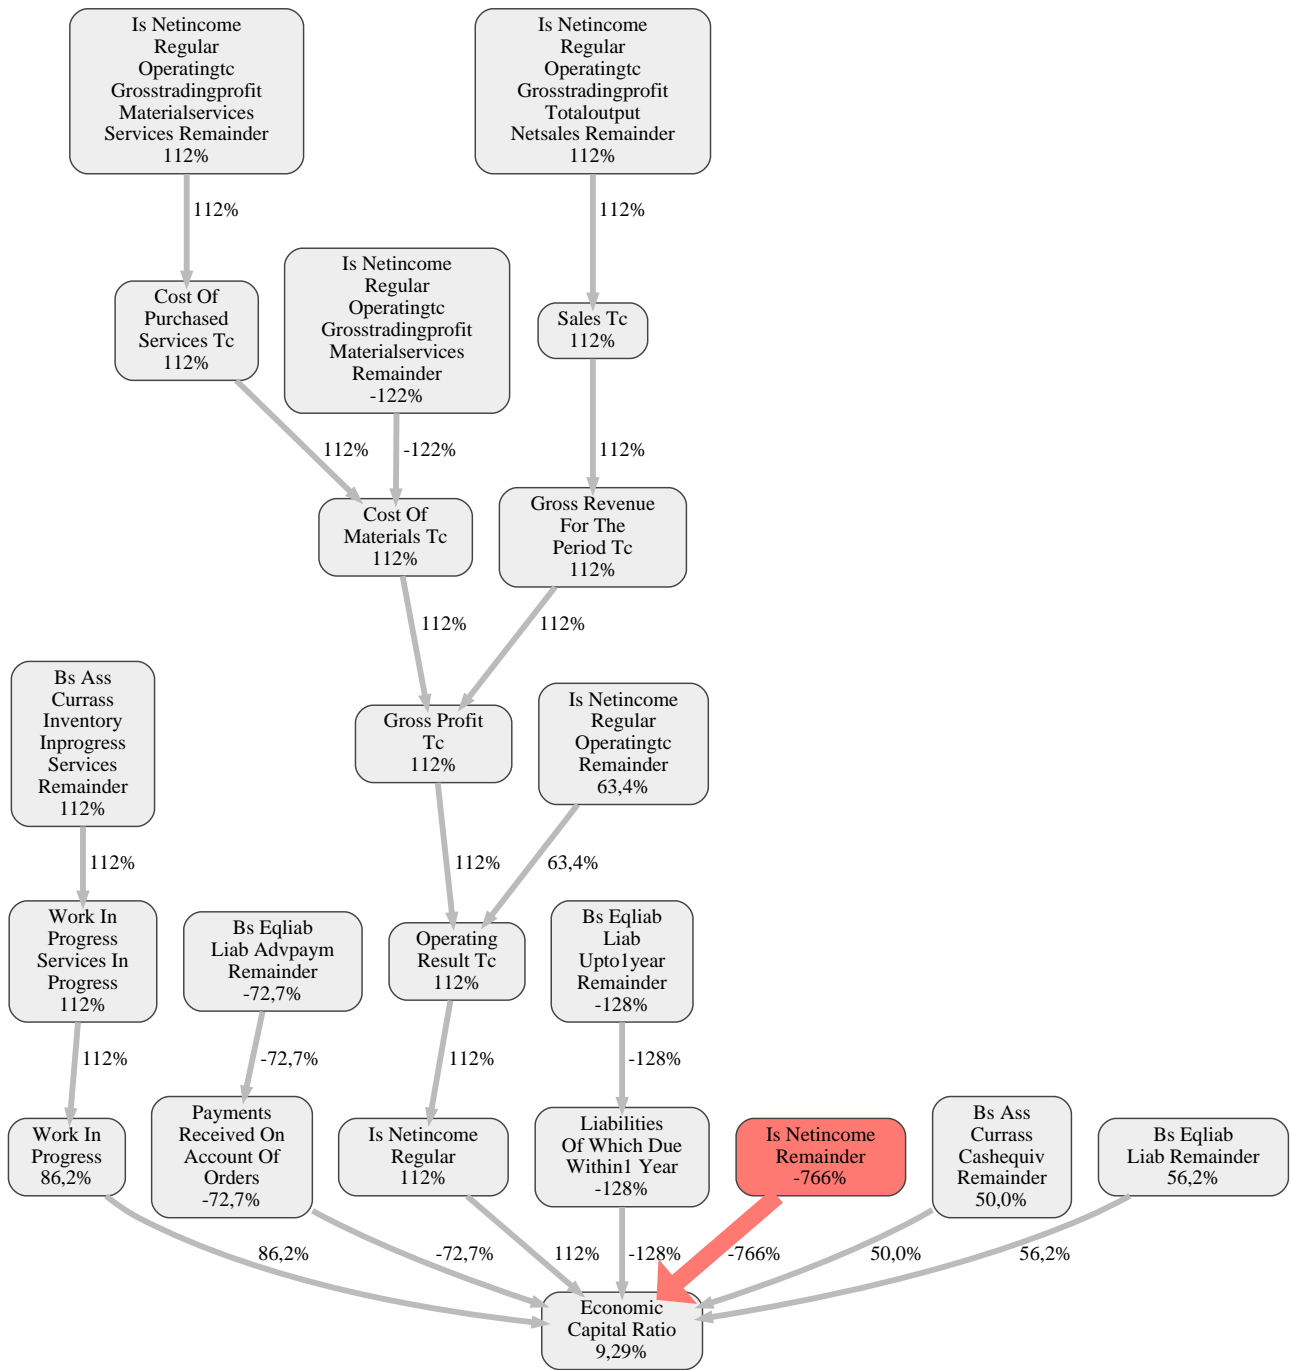 Is Netincome
Regular
Operatingtc
Grosstradingprofit
Materialservices
Services Remainder
112%
Is Netincome
Regular
Operatingtc
Grosstradingprofit
Totaloutput
Netsales Remainder
112%
112%
112%
Cost Of
Purchased
Services Tc
112%
Is Netincome
Regular
Operatingtc
Grosstradingprofit
Materialservices
Remainder
-122%
Sales Tc
112%
112%
-122%
112%
Cost Of
Materials Tc
112%
Gross Revenue
For The
Period Tc
112%
112%
112%
Bs Ass
Currass
Inventory
Inprogress
Services
Remainder
112%
Gross Profit
Tc
112%
Is Netincome
Regular
Operatingtc
Remainder
63,4%
112%
112%
63,4%
Work In
Progress
Services In
Progress
112%
Bs Eqliab
Liab Advpaym
Remainder
-72,7%
Operating
Result Tc
112%
Bs Eqliab
Liab
Upto1year
Remainder
-128%
112%
-72,7%
112%
-128%
Work In
Progress
86,2%
Payments
Received On
Account Of
Orders
-72,7%
Is Netincome
Regular
112%
Liabilities
Of Which Due
Within1 Year
-128%
Is Netincome
Remainder
-766%
Bs Ass
Currass
Cashequiv
Remainder
50,0%
Bs Eqliab
Liab Remainder
56,2%
86,2%
-72,7%
112%
-128%
-766%
50,0%
56,2%
Economic
Capital Ratio
9,29%